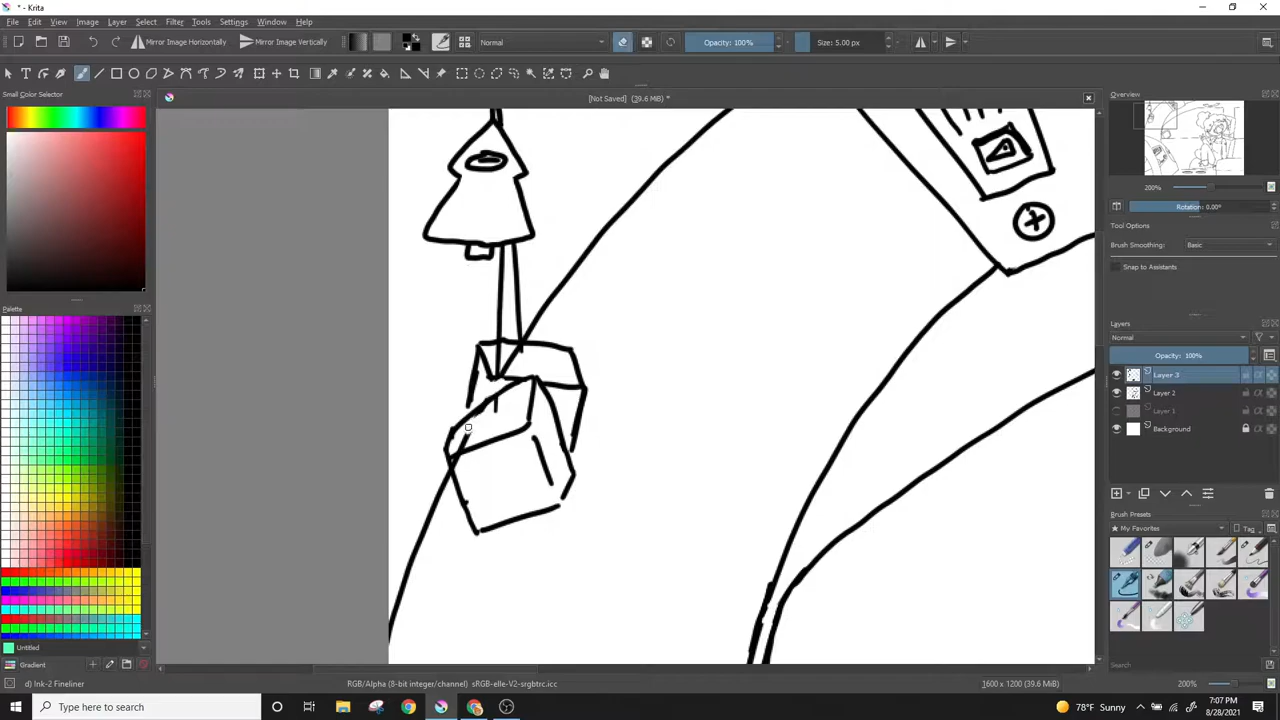 * - Krita
File Edit View Image Layer Select Filter Tools Settings Window Help
Mirror Image Horizontally Mirror Image Vertically Normal Opacity: 100% Size: 5.00 px
Small Color Selector
[Not Saved] (39.6 MiB) *
Overview
200%
Rotation: 0.00°
Tool Options
Brush Smoothing: Basic
Snap to Assistants
Palette
Layers
Normal
Opacity: 100%
Layer 3
Layer 2
Layer 1
Background
Brush Presets
My Favorites Tag
Untitled
Gradient
Search
d) Ink-2 Fineliner RGB/Alpha (8-bit integer/channel) sRGB-elle-V2-srgbtrc.icc 1600 x 1200 (39.6 MiB) 200%
Type here to search 78°F Sunny 7:07 PM
8/28/2021